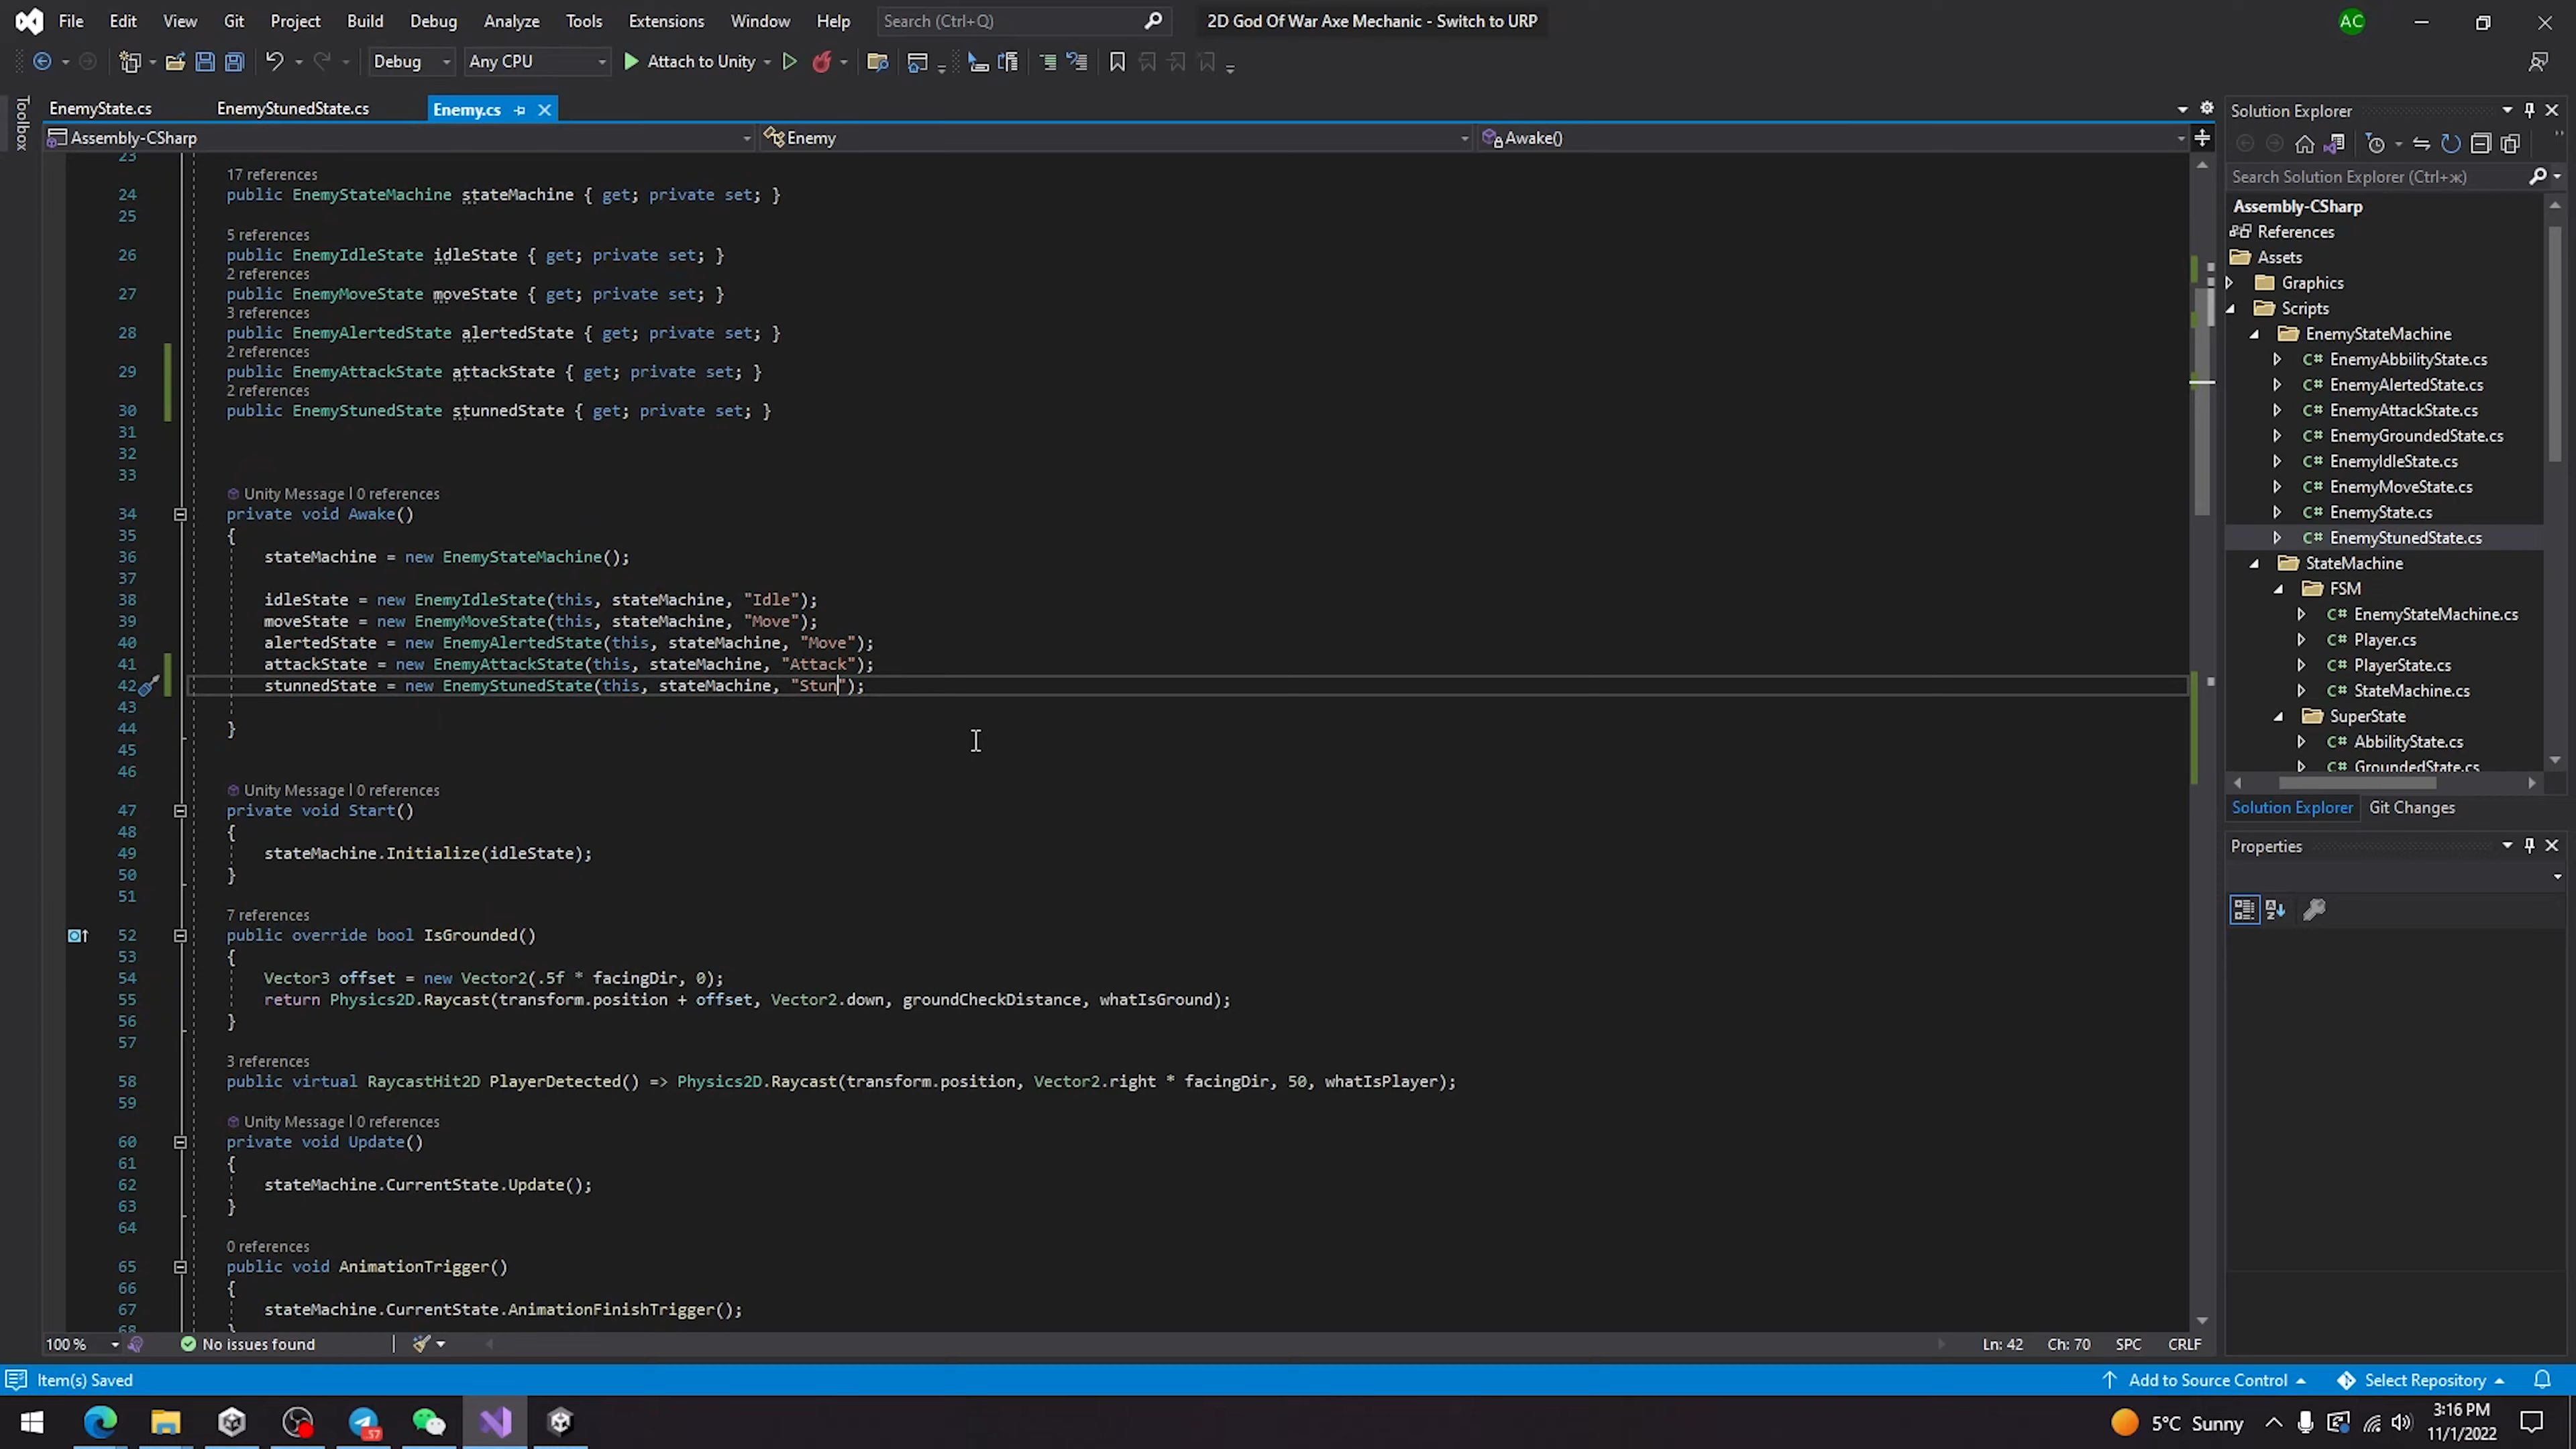 File Edit View Git Project Build Debug Analyze Tools Extensions Window Help Search (Ctrl+Q) 2D God Of War Axe Mechanic - Switch to URP AC
Debug Any CPU Attach to Unity
Toolbox
EnemyState.cs EnemyStunedState.cs Enemy.cs
Assembly-CSharp Enemy Awake()
23
17 references
24 public EnemyStateMachine stateMachine { get; private set; }
25
5 references
26 public EnemyIdleState idleState { get; private set; }
2 references
27 public EnemyMoveState moveState { get; private set; }
3 references
28 public EnemyAlertedState alertedState { get; private set; }
2 references
29 public EnemyAttackState attackState { get; private set; }
2 references
30 public EnemyStunedState stunnedState { get; private set; }
31
32
33
Unity Message | 0 references
34 private void Awake()
35 {
36 stateMachine = new EnemyStateMachine();
37
38 idleState = new EnemyIdleState(this, stateMachine, "Idle");
39 moveState = new EnemyMoveState(this, stateMachine, "Move");
40 alertedState = new EnemyAlertedState(this, stateMachine, "Move");
41 attackState = new EnemyAttackState(this, stateMachine, "Attack");
42 stunnedState = new EnemyStunedState(this, stateMachine, "Stun");
43
44 }
45
46
Unity Message | 0 references
47 private void Start()
48 {
49 stateMachine.Initialize(idleState);
50 }
51
7 references
52 public override bool IsGrounded()
53 {
54 Vector3 offset = new Vector2(.5f * facingDir, 0);
55 return Physics2D.Raycast(transform.position + offset, Vector2.down, groundCheckDistance, whatIsGround);
56 }
57
3 references
58 public virtual RaycastHit2D PlayerDetected() => Physics2D.Raycast(transform.position, Vector2.right * facingDir, 50, whatIsPlayer);
59
Unity Message | 0 references
60 private void Update()
61 {
62 stateMachine.CurrentState.Update();
63 }
64
0 references
65 public void AnimationTrigger()
66 {
67 stateMachine.CurrentState.AnimationFinishTrigger();
68 }
100 % No issues found Ln: 42 Ch: 70 SPC CRLF
Solution Explorer
Search Solution Explorer (Ctrl+ж)
Assembly-CSharp
References
Assets
Graphics
Scripts
EnemyStateMachine
C# EnemyAbbilityState.cs
C# EnemyAlertedState.cs
C# EnemyAttackState.cs
C# EnemyGroundedState.cs
C# EnemyIdleState.cs
C# EnemyMoveState.cs
C# EnemyState.cs
C# EnemyStunedState.cs
StateMachine
FSM
C# EnemyStateMachine.cs
C# Player.cs
C# PlayerState.cs
C# StateMachine.cs
SuperState
C# AbbilityState.cs
C# GroundedState.cs
Solution Explorer Git Changes
Properties
Item(s) Saved Add to Source Control Select Repository
57 5°C Sunny 3:16 PM
11/1/2022